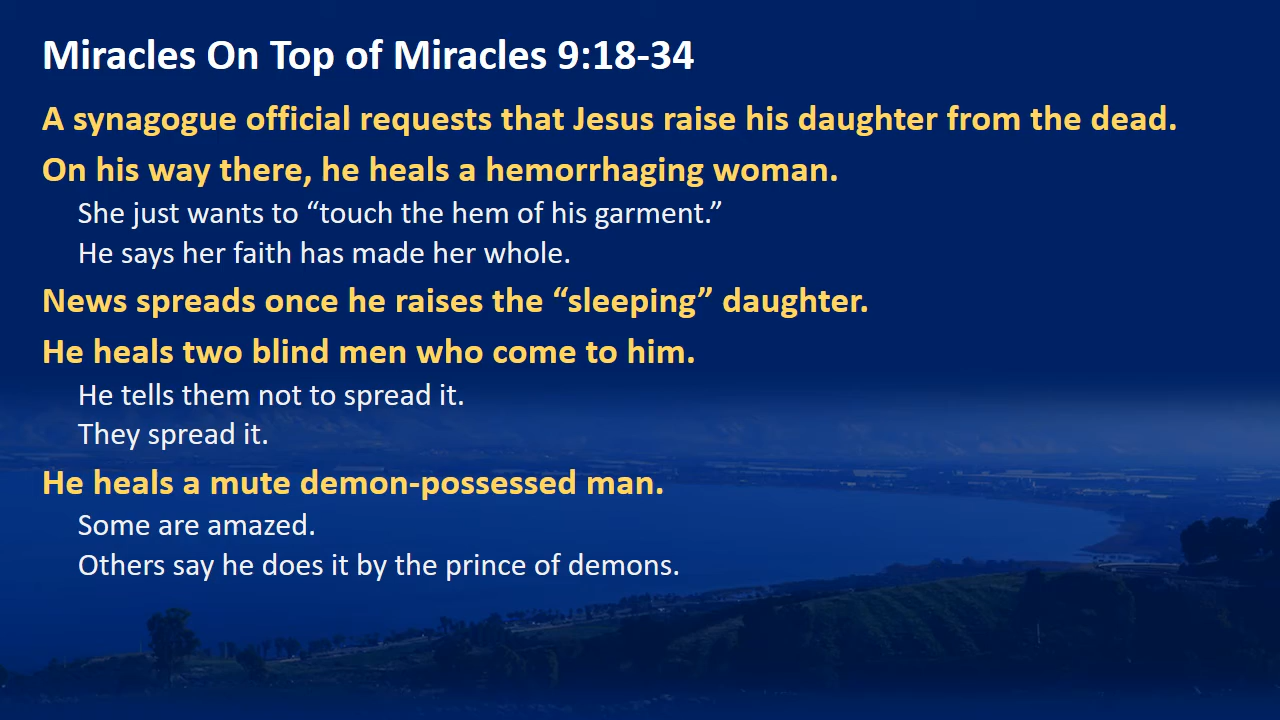 Miracles On Top of Miracles 9:18-34
A synagogue official requests that Jesus raise his daughter from the dead.
On his way there, he heals a hemorrhaging woman.
She just wants to “touch the hem of his garment.”
He says her faith has made her whole.
News spreads once he raises the “sleeping” daughter.
He heals two blind men who come to him.
He tells them not to spread it.
They spread it.
He heals a mute demon-possessed man.
Some are amazed.
Others say he does it by the prince of demons.